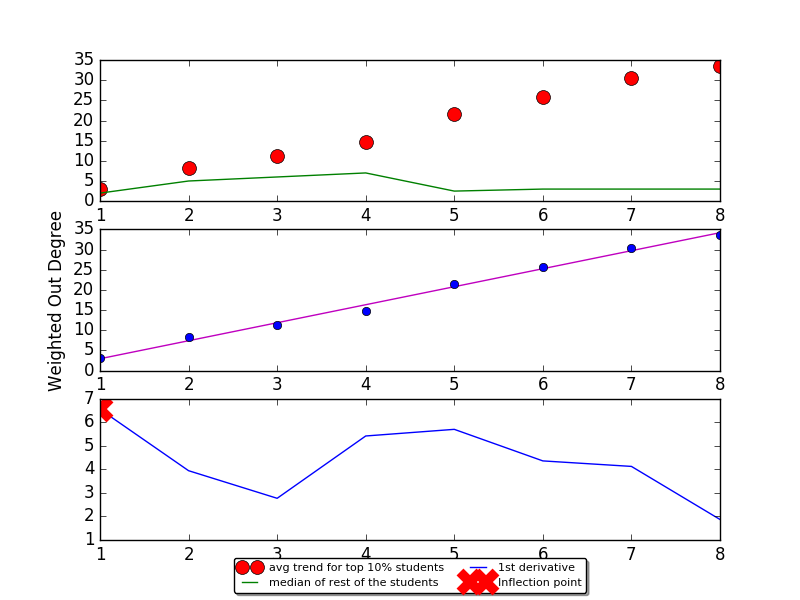 35
30
25
20
15
10
5
0
1 2 3 4 5 6 7 8
Weighted Out Degree
35
30
25
20
15
10
5
0
1 2 3 4 5 6 7 8
7
6
5
4
3
2
1
1 2 3 4 5 6 7 8
avg trend for top 10% students
median of rest of the students
1st derivative
Inflection point